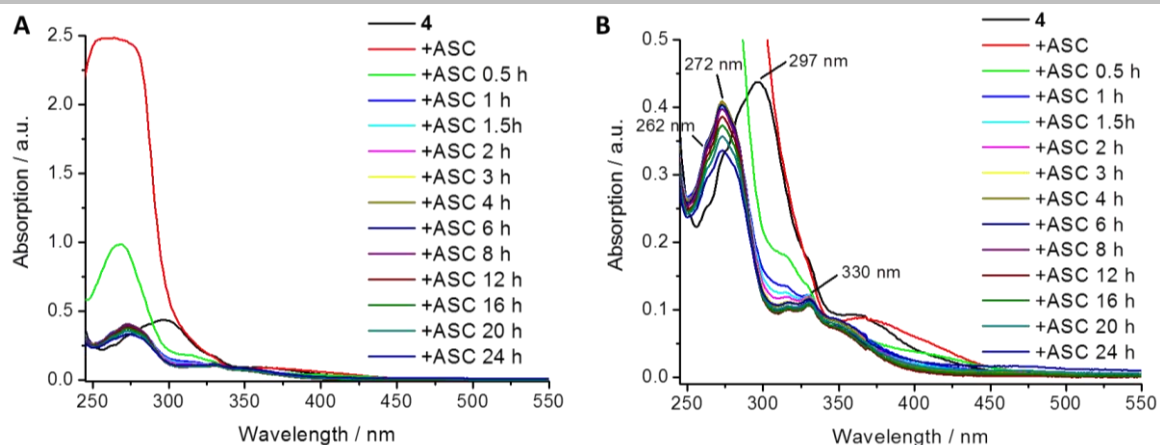 A
2.5
2.0
1.5
1.0
0.5
0.0
Absorption / a.u.
250 300 350 400 450 500 550
Wavelength / nm
4
+ASC
+ASC 0.5 h
+ASC 1 h
+ASC 1.5h
+ASC 2 h
+ASC 3 h
+ASC 4 h
+ASC 6 h
+ASC 8 h
+ASC 12 h
+ASC 16 h
+ASC 20 h
+ASC 24 h
B
0.5
0.4
0.3
0.2
0.1
0.0
Absorption / a.u.
250 300 350 400 450 500 550
Wavelength / nm
272 nm
297 nm
262 nm
330 nm
4
+ASC
+ASC 0.5 h
+ASC 1 h
+ASC 1.5h
+ASC 2 h
+ASC 3 h
+ASC 4 h
+ASC 6 h
+ASC 8 h
+ASC 12 h
+ASC 16 h
+ASC 20 h
+ASC 24 h